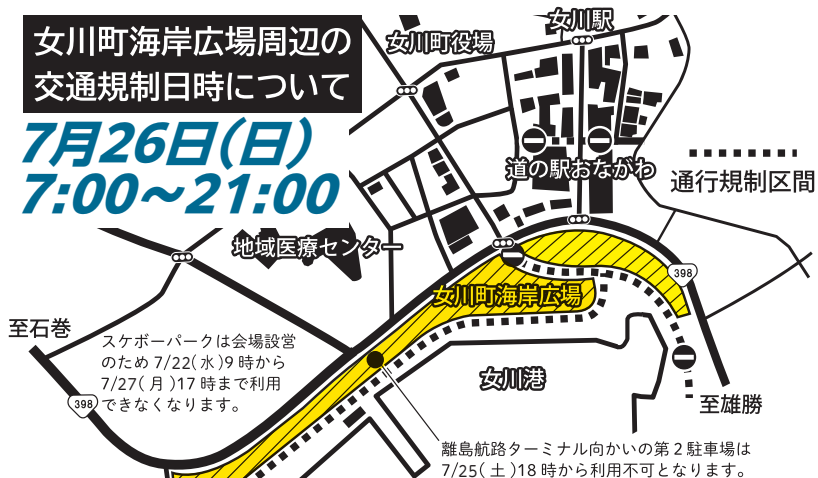 女川町海岸広場周辺の
交通規制日時について
7月26日(日)
7:00〜21:00
女川駅
女川町役場
道の駅おながわ
通行規制区間
地域医療センター
398
女川町海岸広場
至石巻
スケボーパークは会場設営
のため7/22(水)9時から
7/27(月)17時まで利用
できなくなります。
女川港
398
至雄勝
離島航路ターミナル向かいの第2駐車場は
7/25(土)18時から利用不可となります。